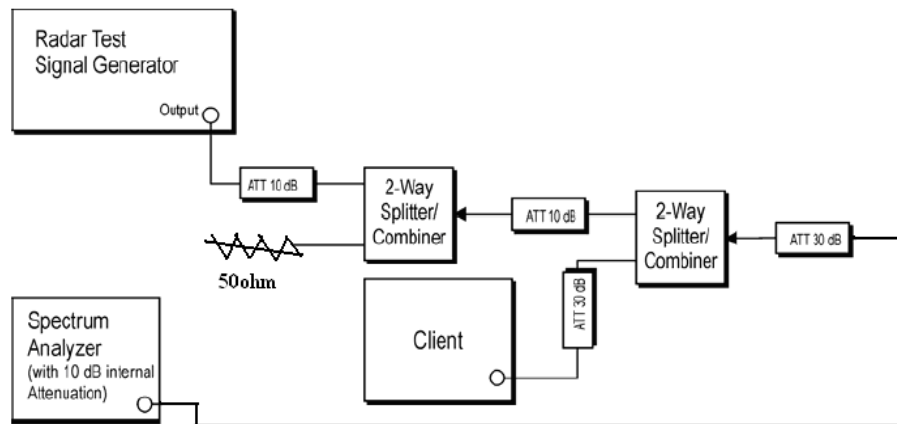 Radar Test
Signal Generator
Output
ATT 10 dB
2-Way
Splitter/
Combiner
ATT 10 dB
2-Way
Splitter/
Combiner
ATT 30 dB
50ohm
ATT 30 dB
Client
Spectrum
Analyzer
(with 10 dB internal
Attenuation)